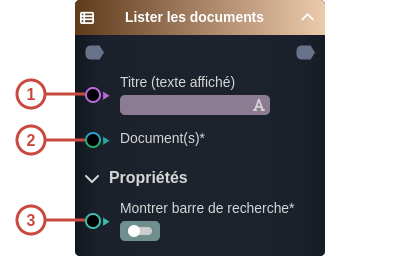 Lister les documents
1 Titre (texte affiché)
A
2 Document(s)*
Propriétés
3 Montrer barre de recherche*